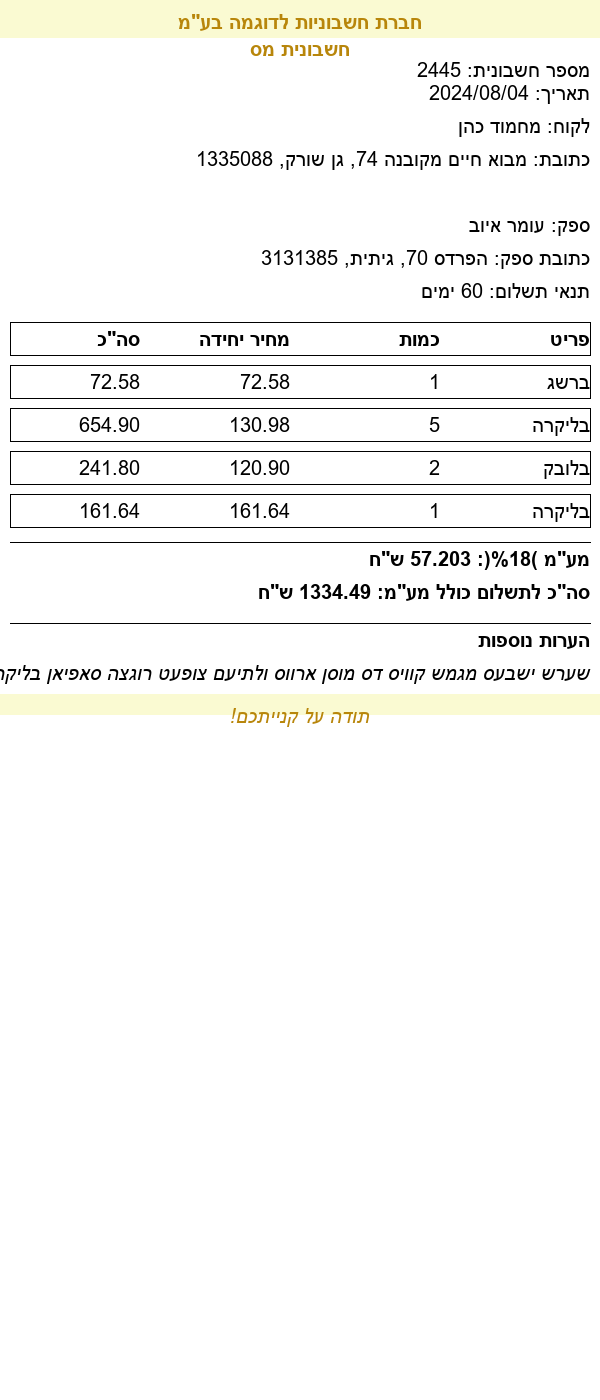 חברת חשבוניות לדוגמה בע"מ
חשבונית מס
מספר חשבונית: 2445
תאריך: 2024/08/04
לקוח: מחמוד כהן
כתובת: מבוא חיים מקובנה 74, גן שורק, 1335088
ספק: עומר איוב
כתובת ספק: הפרדס 70, גיתית, 3131385
תנאי תשלום: 60 ימים
פריט כמות מחיר יחידה סה"כ
ברשג 1 72.58 72.58
בליקרה 5 130.98 654.90
בלובק 2 120.90 241.80
בליקרה 1 161.64 161.64
מע"מ )18%(: 57.203 ש"ח
סה"כ לתשלום כולל מע"מ: 1334.49 ש"ח
הערות נוספות
שערש ישבעס מגמש קוויס דס מוסן ארווס ולתיעם צופעט רוגצה סאפיאן
תודה על קנייתכם!